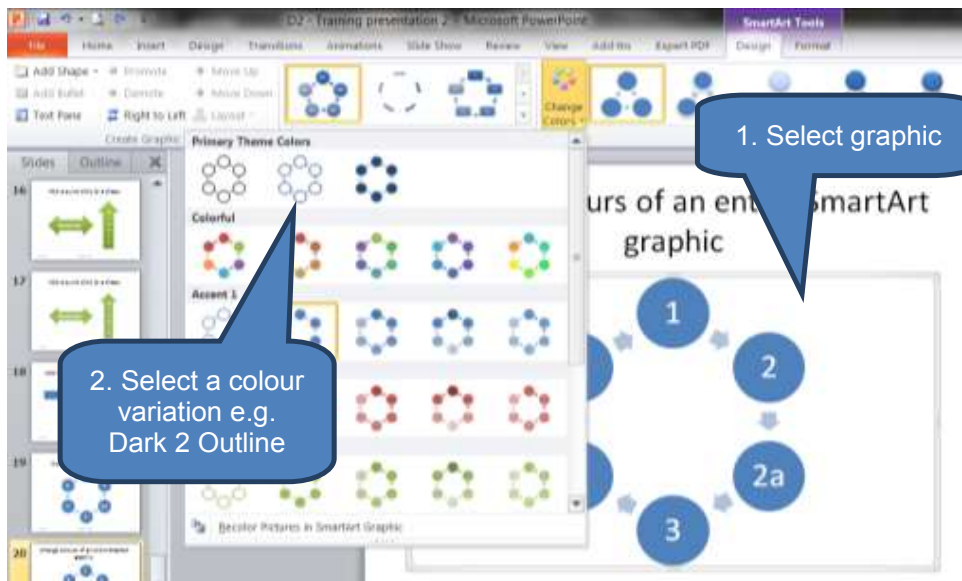 D2 - Training presentation 2 - Microsoft PowerPoint
SmartArt Tools
File Home Insert Design Transitions Animations Slide Show Review View Add-Ins Expert PDF Design Format
Add Shape Promote Move Up
Add Bullet Demote Move Down
Text Pane Right to Left Layout
Create Graphic
Change
Colors
1. Select graphic
Primary Theme Colors
Colorful
Accent 1
Recolor Pictures in SmartArt Graphic
2. Select a colour
variation e.g.
Dark 2 Outline
Slides Outline
16
17
18
19
20
urs of an ent SmartArt
graphic
1
2
2a
3